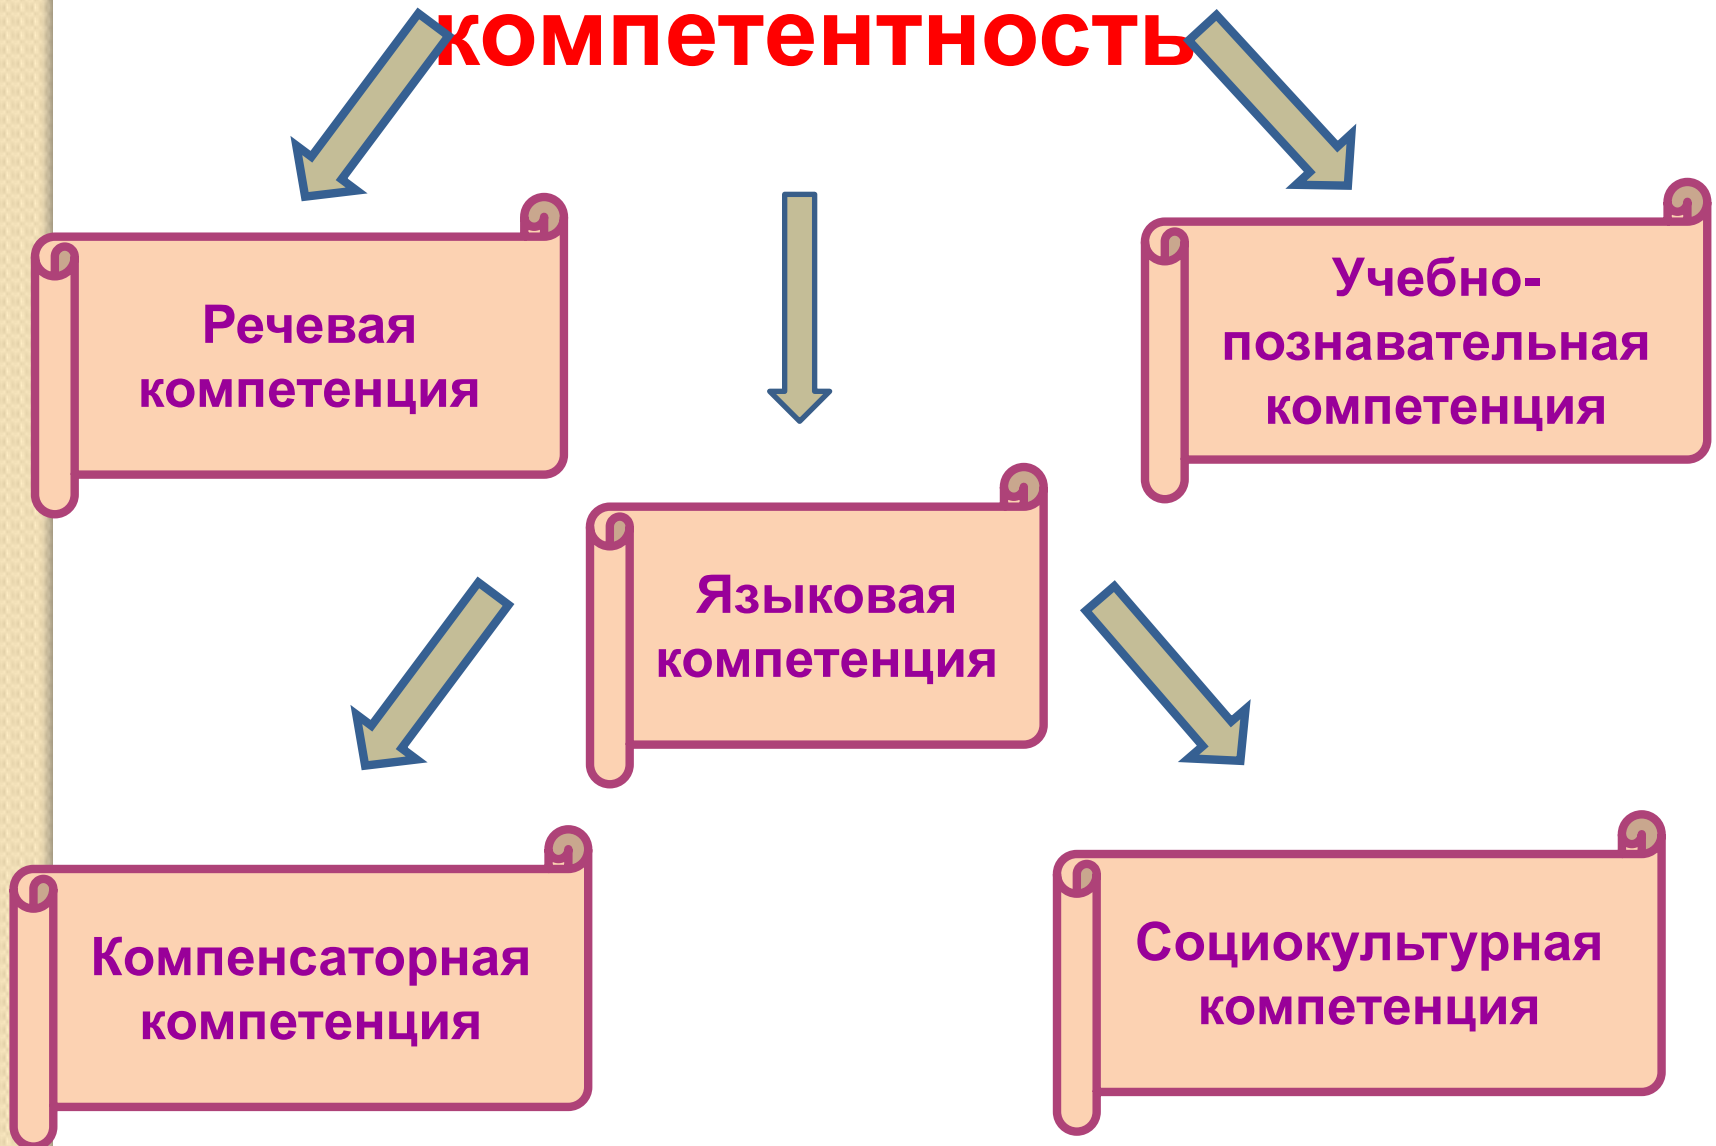 компетентность
Речевая
компетенция
Учебно-
познавательная
компетенция
Языковая
компетенция
Компенсаторная
компетенция
Социокультурная
компетенция